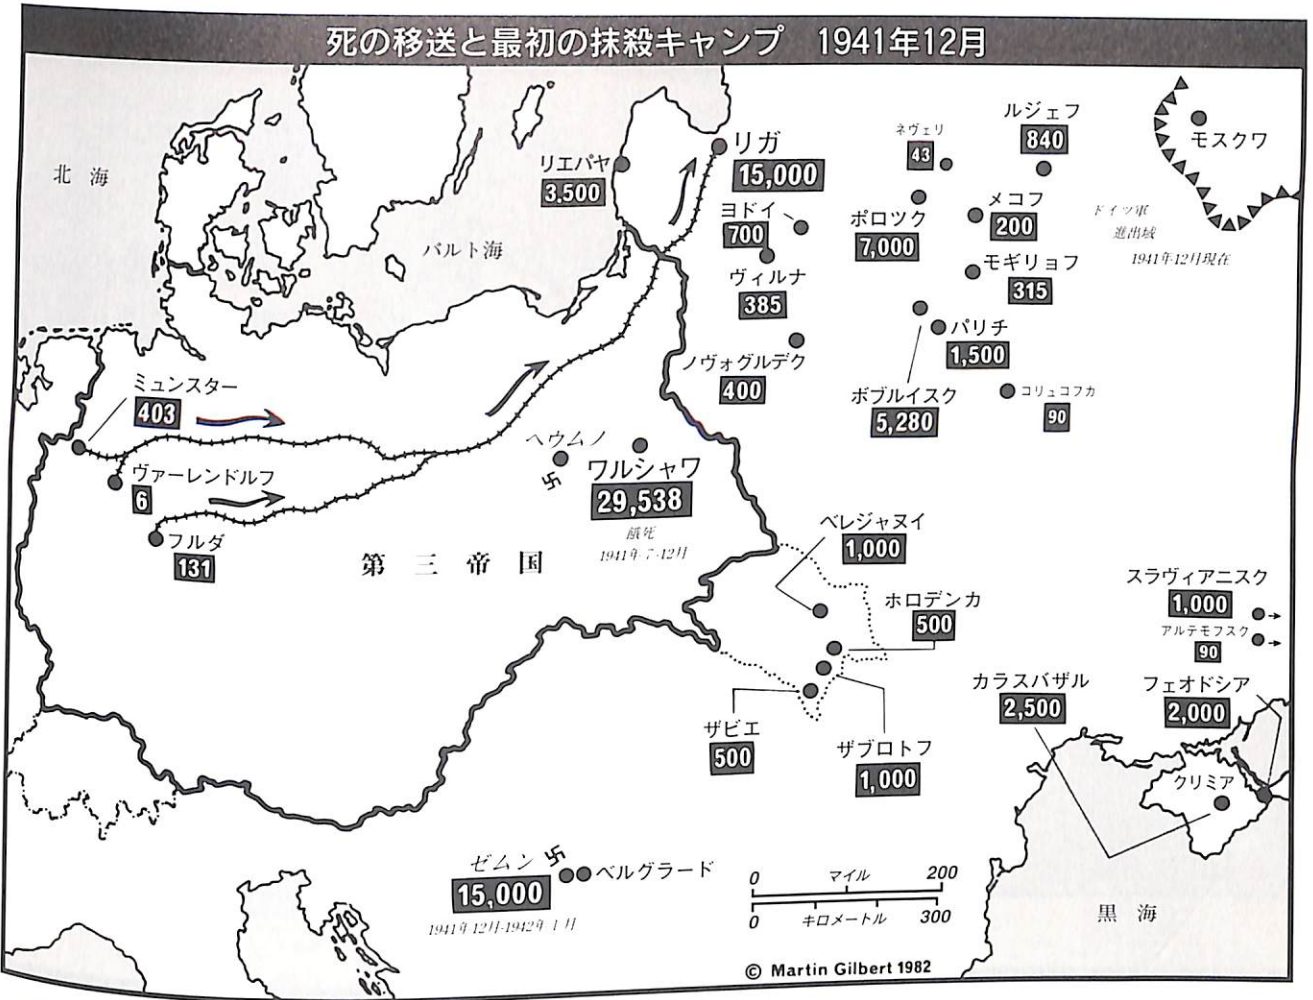 死の移送と最初の抹殺キャンプ 1941年12月
北 海
バルト海
リエパヤ
3.500
リガ
15,000
ヨドイ
700
ヴィルナ
385
ノヴォグルデク
400
ネヴェリ
43
ポロツク
7,000
ルジェフ
840
メコフ
200
モギリョフ
315
パリチ
1,500
ボブルイスク
5,280
コリュコフカ
90
モスクワ
ドイツ軍
進出域
1941年12月現在
ミュンスター
403
ヴァーレンドルフ
6
フルダ
131
第 三 帝 国
ヘウムノ
ワルシャワ
29,538
餓死
1941年7-12月
ベレジャヌイ
1,000
ホロデンカ
500
ザビエ
500
ザブロトフ
1,000
スラヴィアニスク
1,000
アルテモフスク
90
カラスバザル
2,500
フェオドシア
2,000
クリミア
黒 海
ゼムン
15,000
1941年12月-1942年1月
ベルグラード
0 マイル 200
0 キロメートル 300
© Martin Gilbert 1982